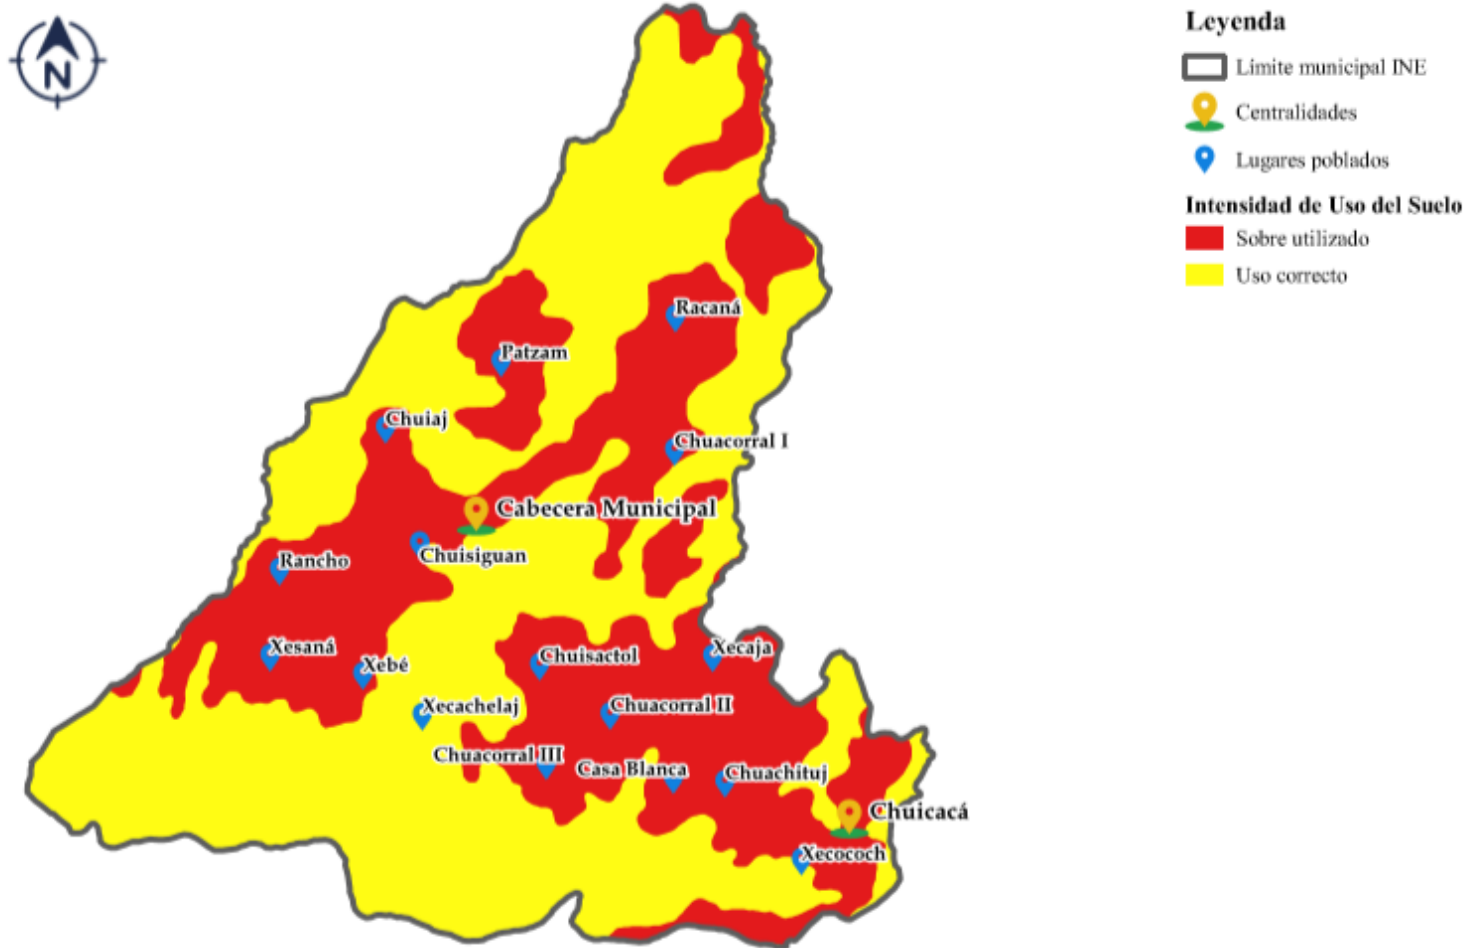 N
Leyenda
Limite municipal INE
Centralidades
Lugares poblados
Intensidad de Uso del Suelo
Sobre utilizado
Uso correcto
Racaná
Patzam
Chuiaj
Chuacorral I
Cabecera Municipal
Chuisiguan
Rancho
Xesaná
Xebé
Chuisactol
Xecaja
Xecachelaj
Chuacorral II
Chuacorral III
Casa Blanca
Chuachituj
Chuicacá
Xecococh